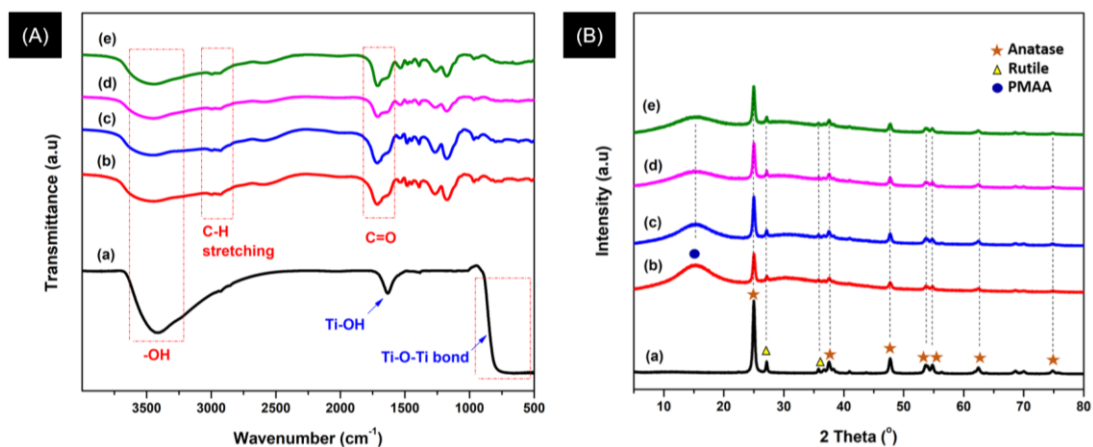 (A)
(e)
(d)
(c)
(b)
(a)
C-H
stretching
C=O
Ti-OH
Ti-O-Ti bond
-OH
Transmittance (a.u)
3500 3000 2500 2000 1500 1000 500
Wavenumber (cm⁻¹)
(B)
Anatase
Rutile
PMAA
(e)
(d)
(c)
(b)
(a)
Intensity (a.u)
10 20 30 40 50 60 70 80
2 Theta (°)